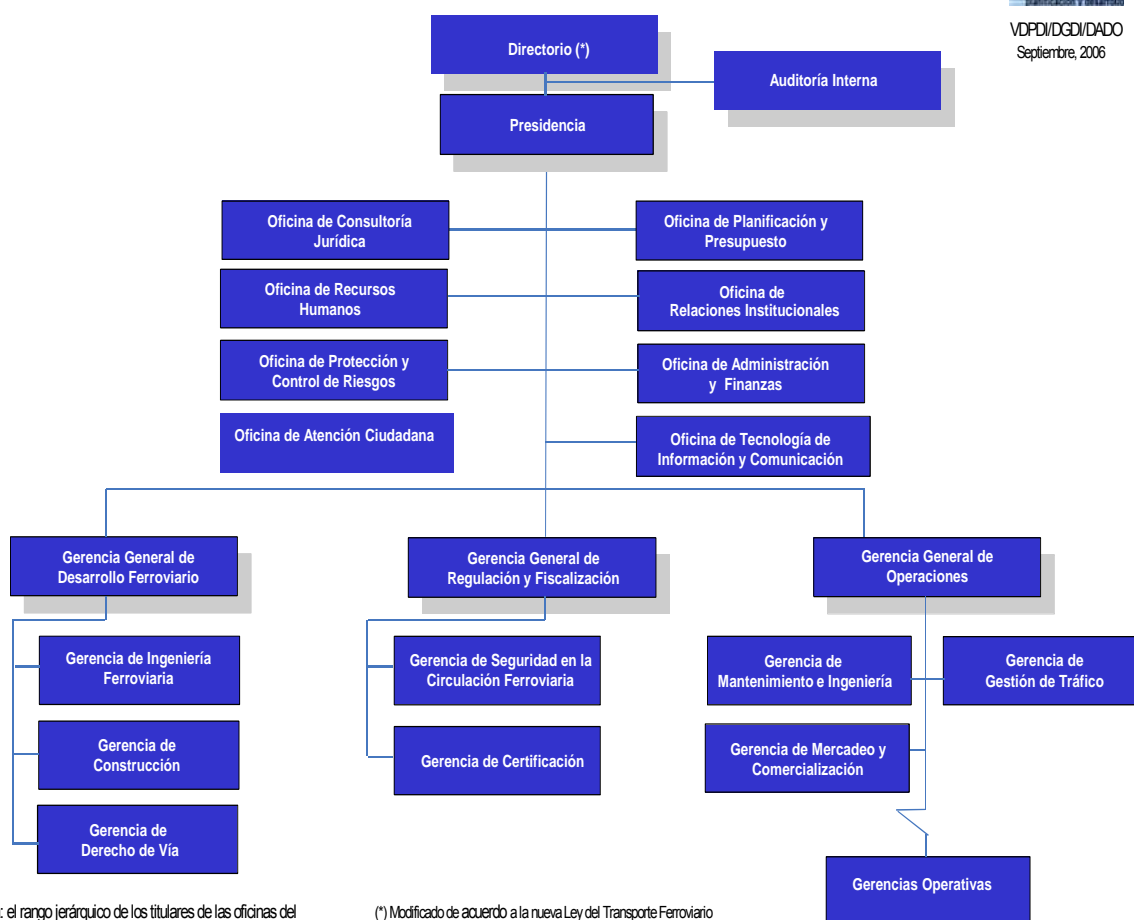 planificación y desarrollo
VDPDI/DGDI/DADO
Septiembre, 2006
Directorio (*)
Auditoría Interna
Presidencia
Oficina de Consultoría
Jurídica
Oficina de Planificación y
Presupuesto
Oficina de Recursos
Humanos
Oficina de
Relaciones Institucionales
Oficina de Protección y
Control de Riesgos
Oficina de Administración
y Finanzas
Oficina de Atención Ciudadana
Oficina de Tecnología de
Información y Comunicación
Gerencia General de
Desarrollo Ferroviario
Gerencia General de
Regulación y Fiscalización
Gerencia General de
Operaciones
Gerencia de Ingeniería
Ferroviaria
Gerencia de Seguridad en la
Circulación Ferroviaria
Gerencia de
Mantenimiento e Ingeniería
Gerencia de
Gestión de Tráfico
Gerencia de
Construcción
Gerencia de Certificación
Gerencia de Mercadeo y
Comercialización
Gerencia de
Derecho de Vía
Gerencias Operativas
: el rango jerárquico de los titulares de las oficinas del
(*) Modificado de acuerdo a la nueva Ley del Transporte Ferroviario